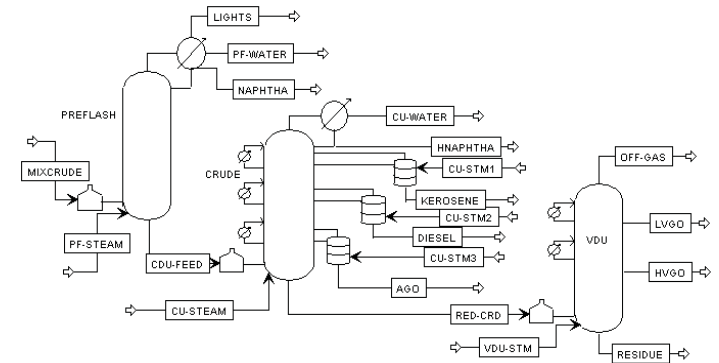 LIGHTS
PF-WATER
NAPHTHA
PREFLASH
MIXCRUDE
PF-STEAM
CDU-FEED
CU-WATER
HNAPHTHA
CRUDE
CU-STM1
KEROSENE
CU-STM2
DIESEL
CU-STM3
AGO
CU-STEAM
RED-CRD
OFF-GAS
LVGO
VDU
HVGO
VDU-STM
RESIDUE